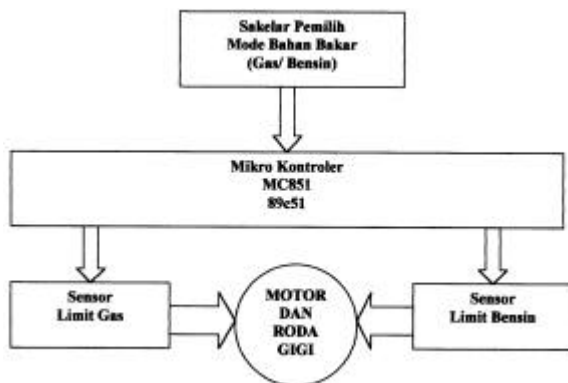 Sakelar Pemilih
Mode Bahan Bakar
(Gas/ Bensin)
Mikro Kontroler
MC851
89c51
Sensor
Limit Gas
MOTOR
DAN
RODA
GIGI
Sensor
Limit Bensin